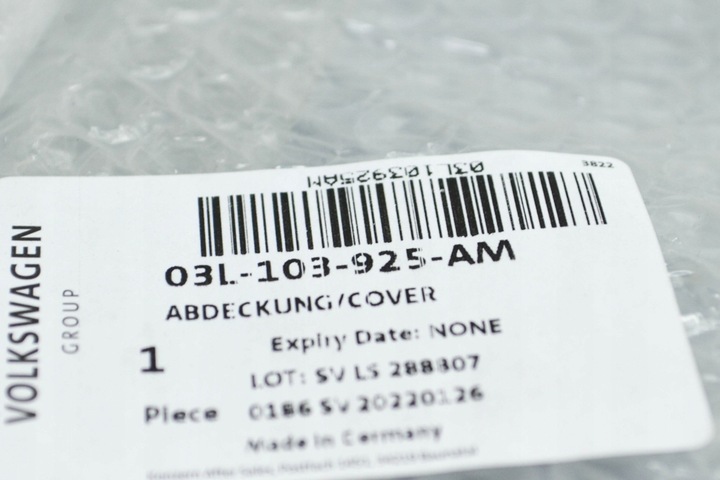 3822
03L103925AM
03L-103-925-AM
ABDECKUNG/COVER
Expiry Date: NONE
1
LOT: SV LS 288807
Piece 0186 SV 20220126
Made in Germany
VOLKSWAGEN
GROUP